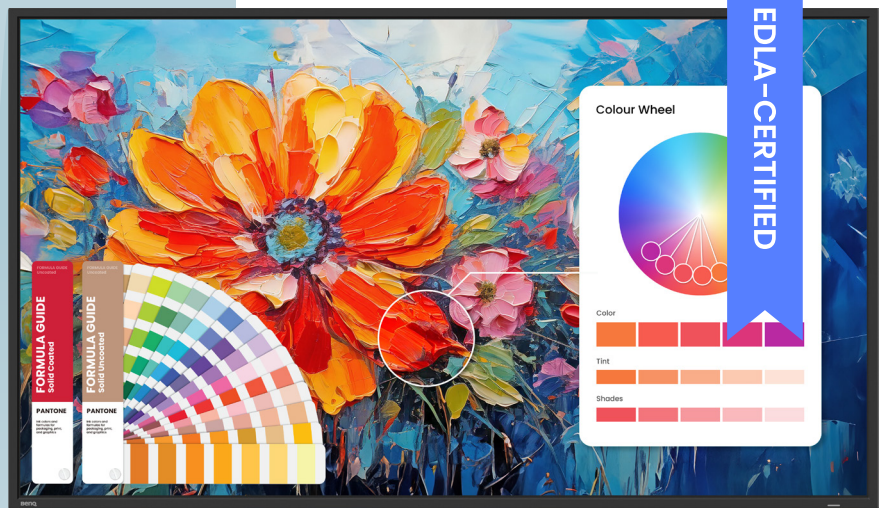 EDLA-CERTIFIED
Colour Wheel
Color
Tint
Shades
FORMULA GUIDE
Solid Coated
PANTONE
FORMULA GUIDE
Solid Uncoated
PANTONE
BenQ